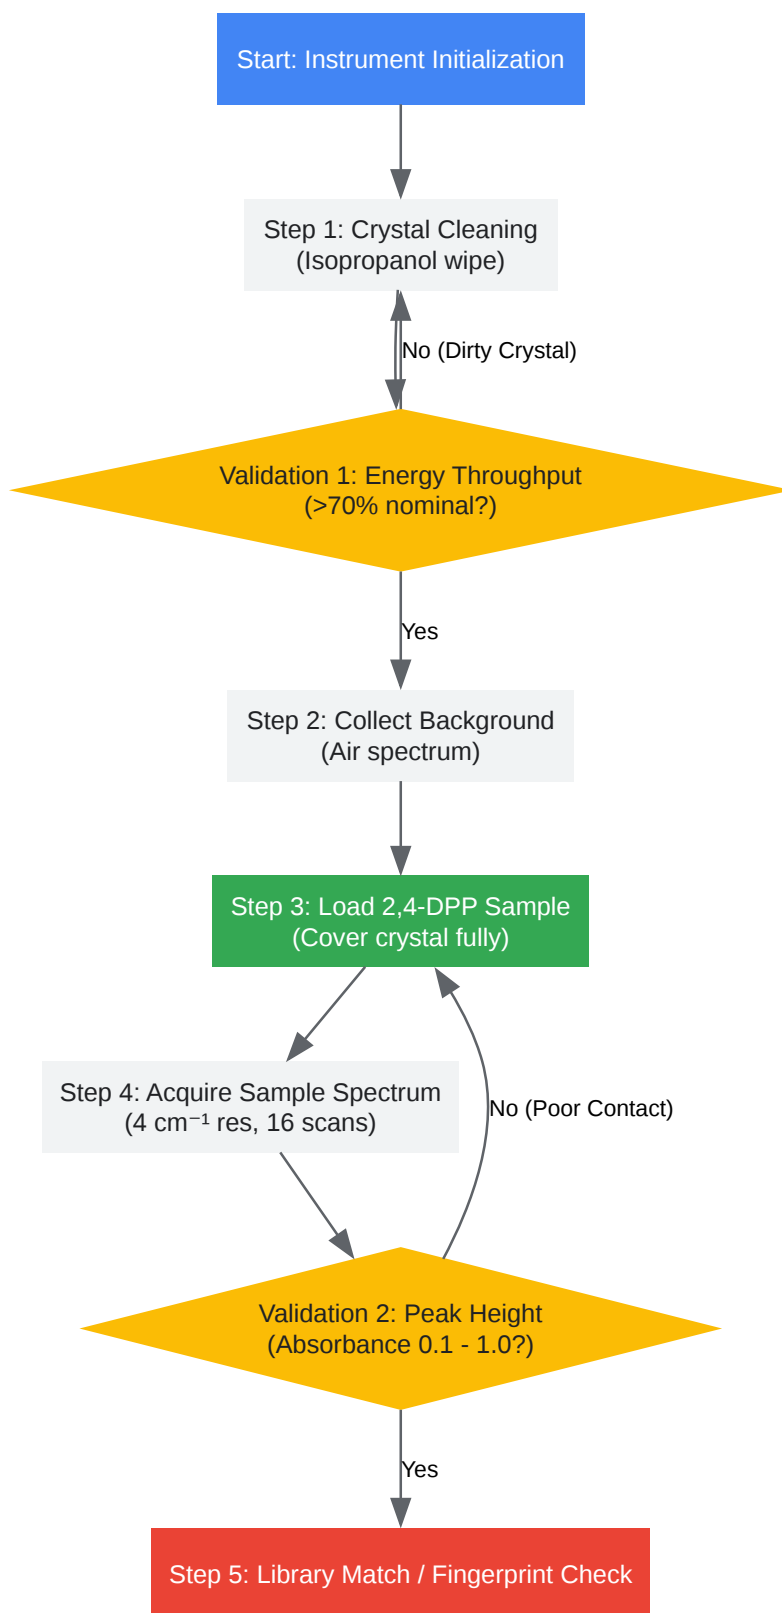 Start: Instrument Initialization
Step 1: Crystal Cleaning
(Isopropanol wipe)
No (Dirty Crystal)
Validation 1: Energy Throughput
(>70% nominal?)
Yes
Step 2: Collect Background
(Air spectrum)
Step 3: Load 2,4-DPP Sample
(Cover crystal fully)
Step 4: Acquire Sample Spectrum
(4 cm⁻¹ res, 16 scans)
No (Poor Contact)
Validation 2: Peak Height
(Absorbance 0.1 - 1.0?)
Yes
Step 5: Library Match / Fingerprint Check